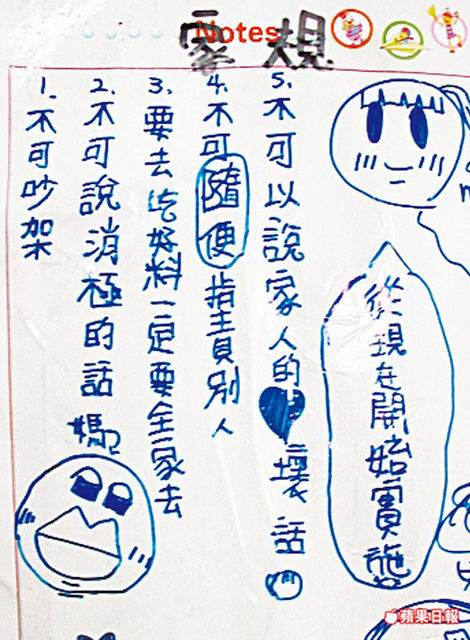 Notes
家規
1、不可吵架
2、不可說消極的話
3、要去吃好料一定要全家去
4、不可隨便指責別人
5、不可以說家人的壞話
從現在開始實施
蘋果日報